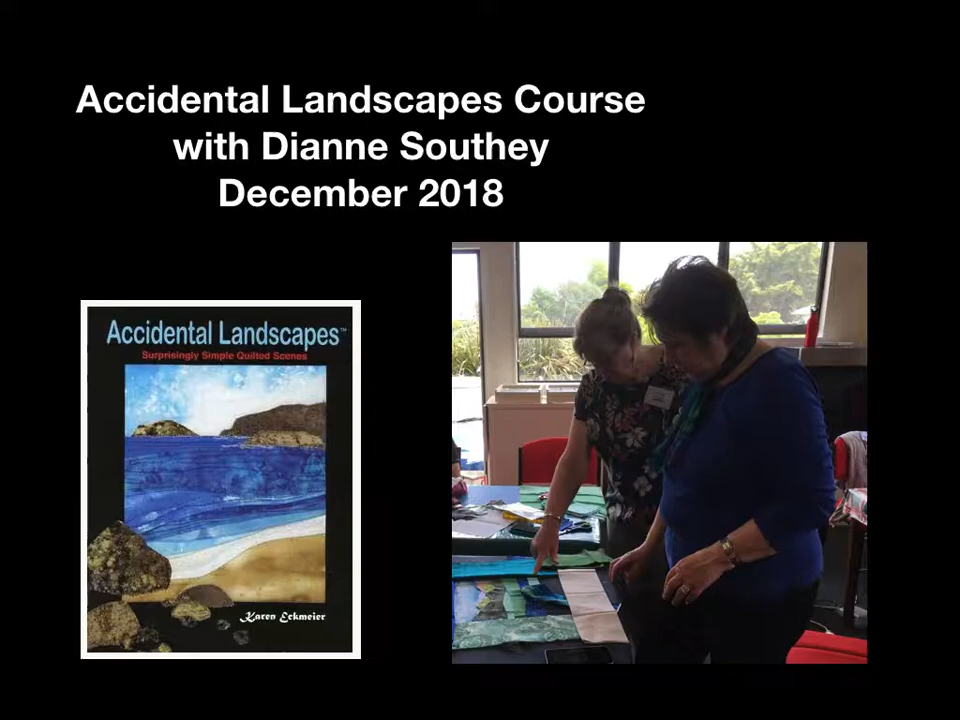 Accidental Landscapes Course
with Dianne Southey
December 2018
Accidental Landscapes™
Surprisingly Simple Quilted Scenes
Karen Eckmeier